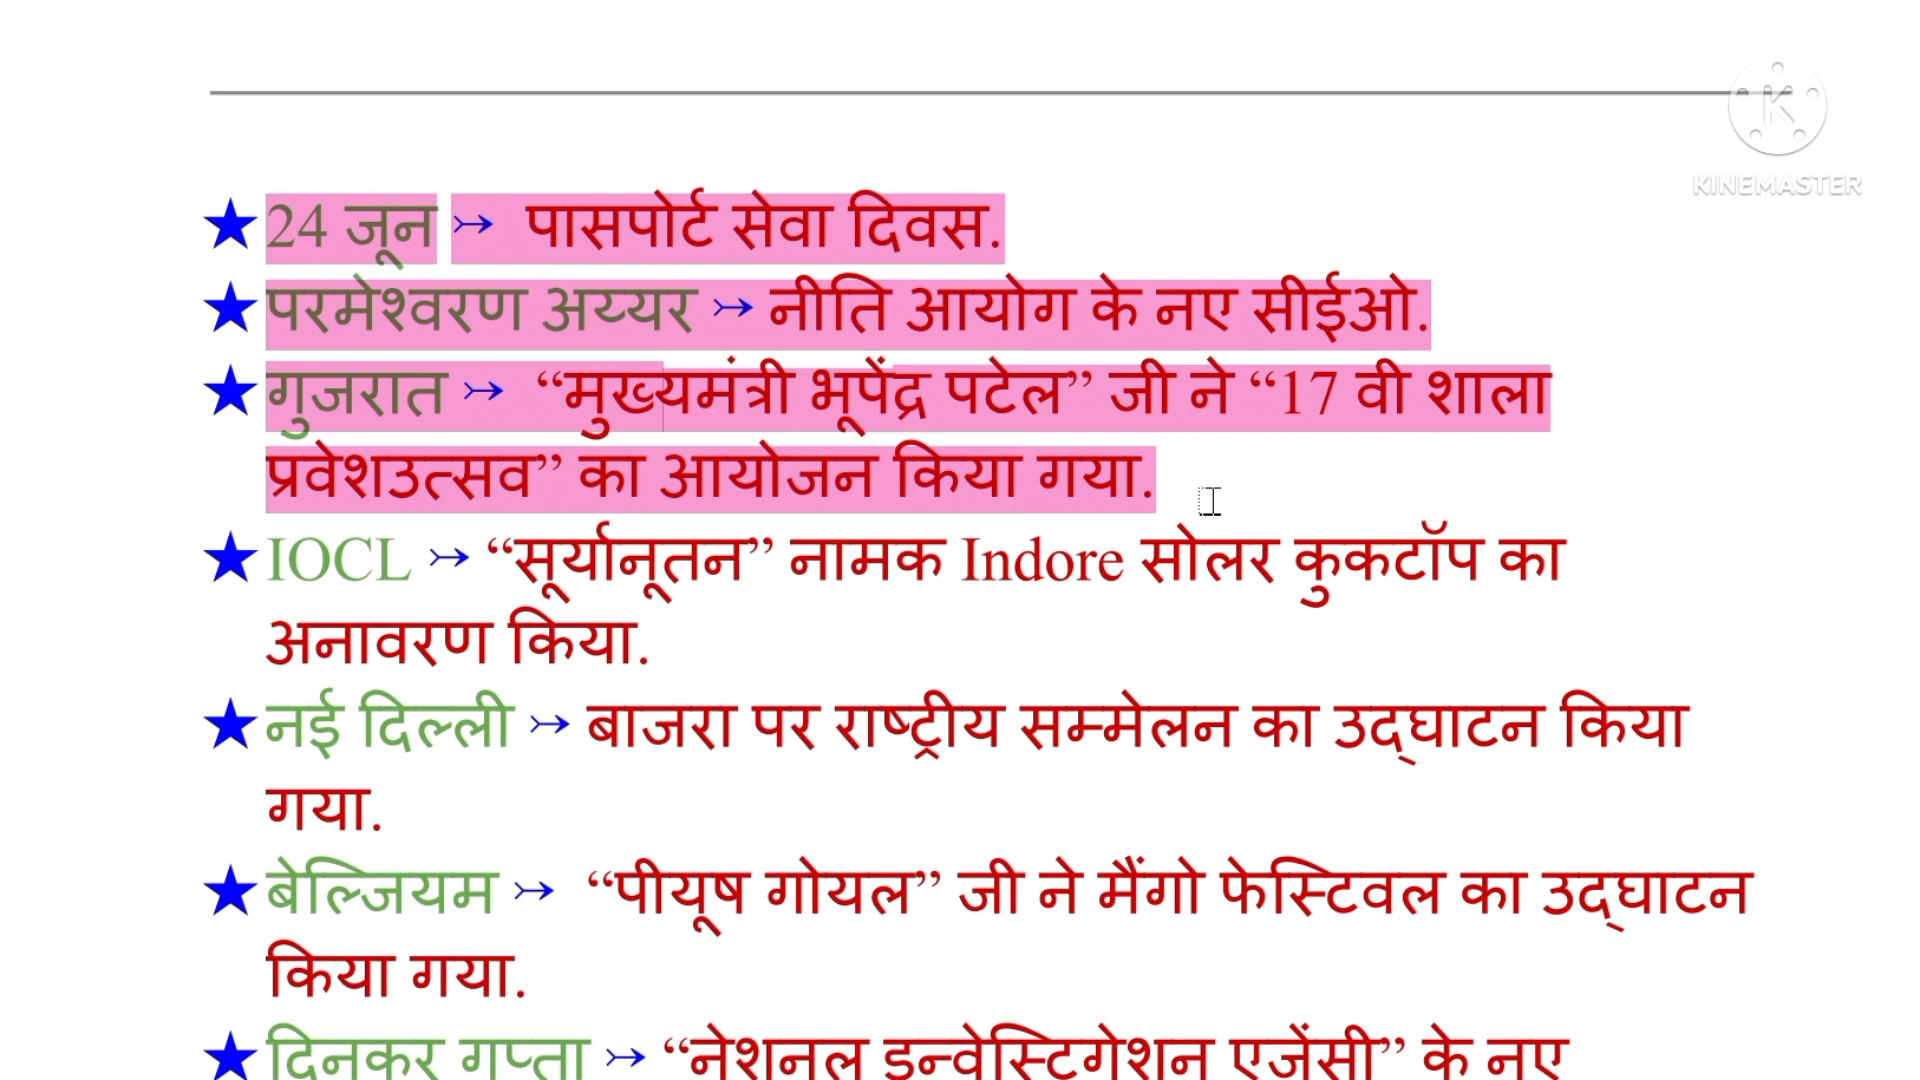 KINEMASTER
★ 24 जून ↣ पासपोर्ट सेवा दिवस.
★ परमेश्वरण अय्यर ↣ नीति आयोग के नए सीईओ.
★ गुजरात ↣ “मुख्यमंत्री भूपेंद्र पटेल” जी ने “17 वी शाला
प्रवेशउत्सव” का आयोजन किया गया.
★ IOCL ↣ “सूर्यानूतन” नामक Indore सोलर कुकटॉप का
अनावरण किया.
★ नई दिल्ली ↣ बाजरा पर राष्ट्रीय सम्मेलन का उद्घाटन किया
गया.
★ बेल्जियम ↣ “पीयूष गोयल” जी ने मैंगो फेस्टिवल का उद्घाटन
किया गया.
★ दिनकर गुप्ता ↣ “नेशनल इन्वेस्टिगेशन एजेंसी” के नए